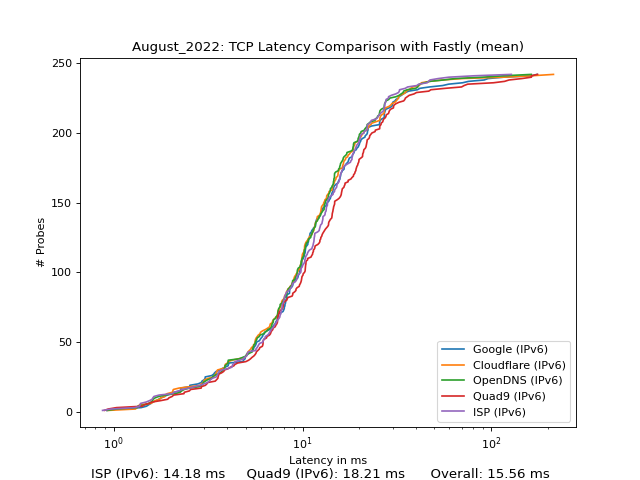 August_2022: TCP Latency Comparison with Fastly (mean)
250
200
150
100
50
0
# Probes
Google (IPv6)
Cloudflare (IPv6)
OpenDNS (IPv6)
Quad9 (IPv6)
ISP (IPv6)
10⁰ 10¹ 10²
Latency in ms
ISP (IPv6): 14.18 ms Quad9 (IPv6): 18.21 ms Overall: 15.56 ms